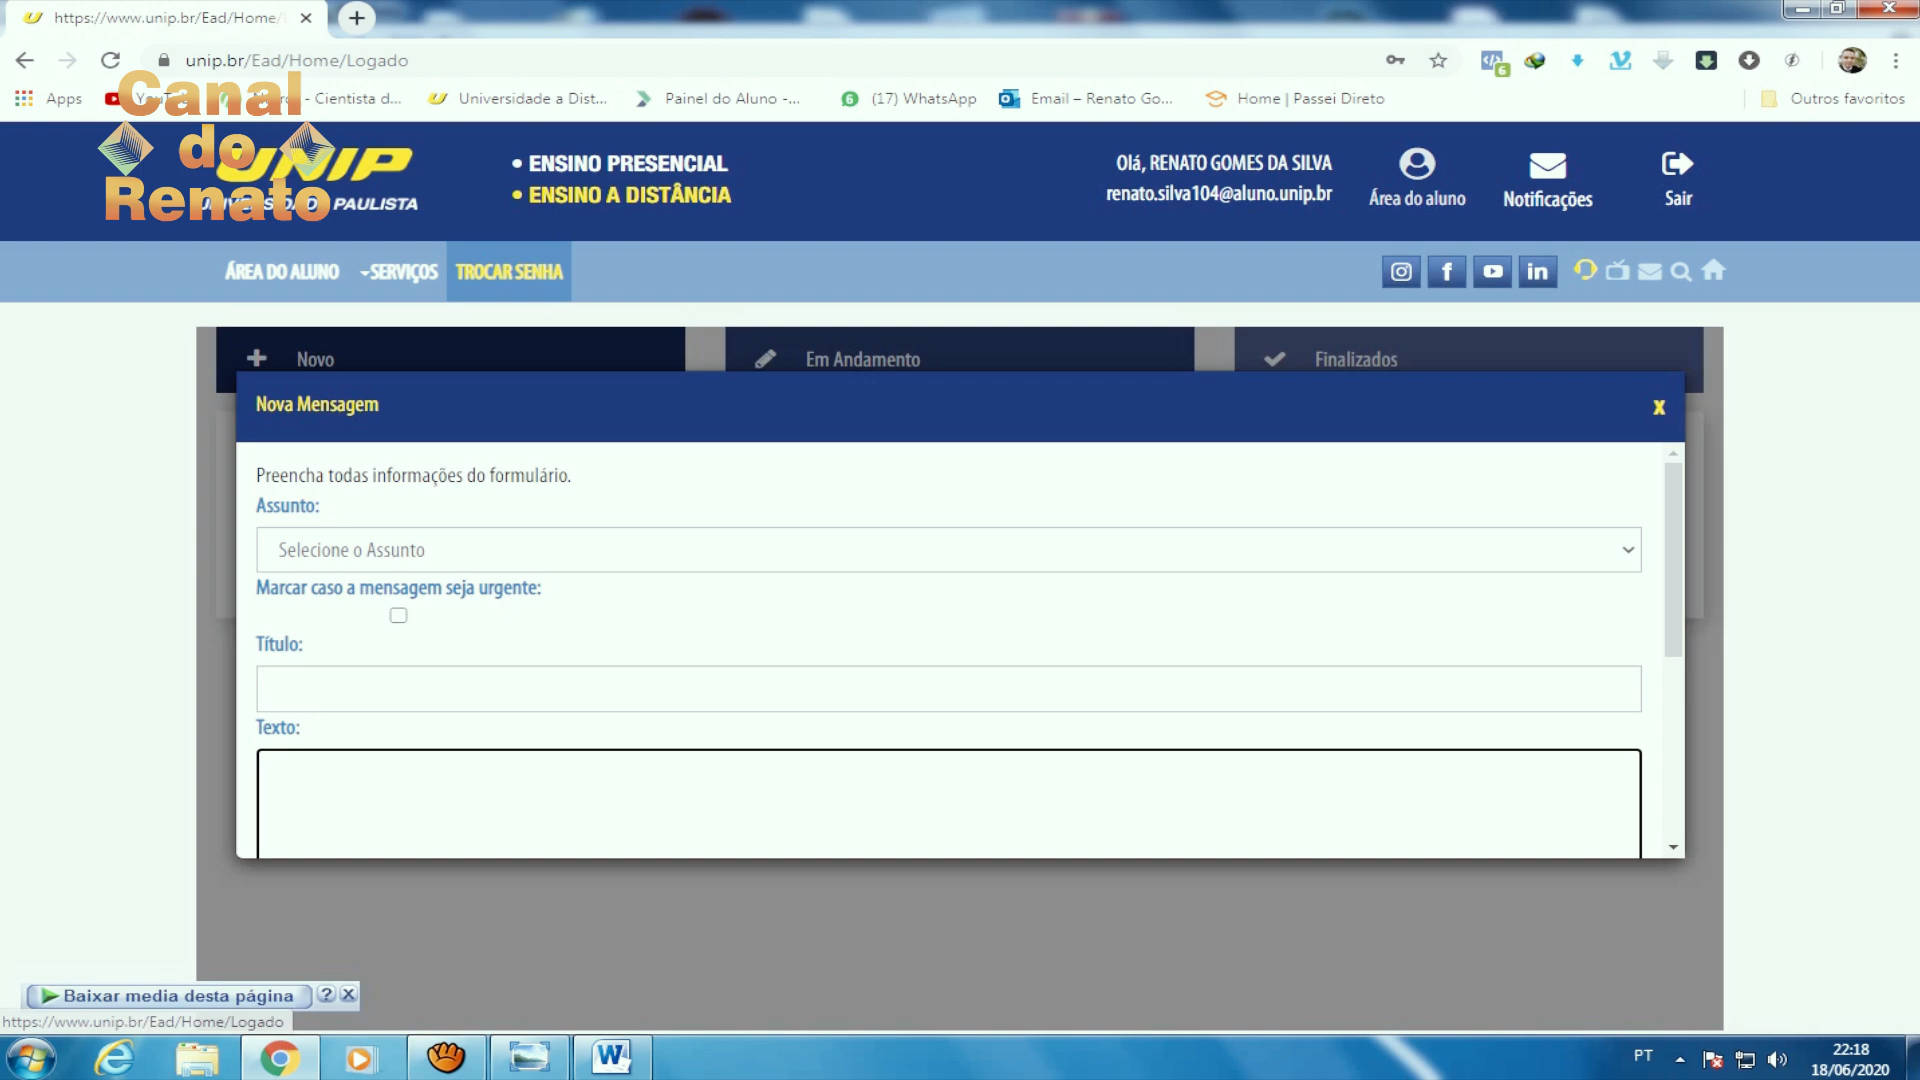 https://www.unip.br/Ead/Home/
unip.br/Ead/Home/Logado
Apps
- Cientista d...
Universidade a Dist...
Painel do Aluno -...
(17) WhatsApp
Email – Renato Go...
Home | Passei Direto
Outros favoritos
Canal
do
Renato
UNIP
PAULISTA
• ENSINO PRESENCIAL
• ENSINO A DISTÂNCIA
Olá, RENATO GOMES DA SILVA
renato.silva104@aluno.unip.br
Área do aluno
Notificações
Sair
ÁREA DO ALUNO
SERVIÇOS
TROCAR SENHA
Novo
Em Andamento
Finalizados
Nova Mensagem
X
Preencha todas informações do formulário.
Assunto:
Selecione o Assunto
Marcar caso a mensagem seja urgente:
Título:
Texto:
Baixar media desta página
https://www.unip.br/Ead/Home/Logado
PT
22:18
18/06/2020